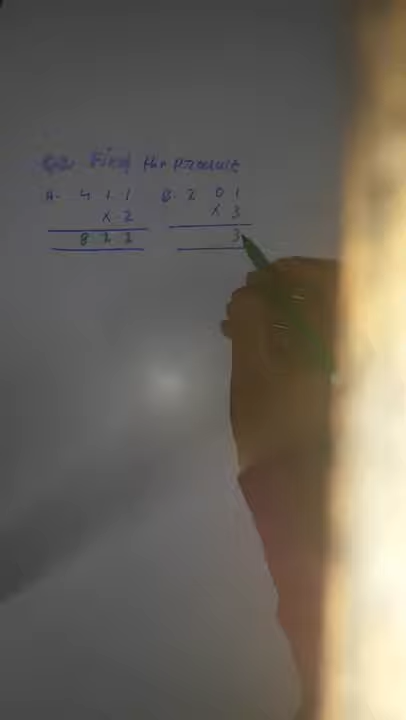 Q2. Find the Product
A. 4 1 1 B. 2 0 1
x 2 x 3
8 2 2 3